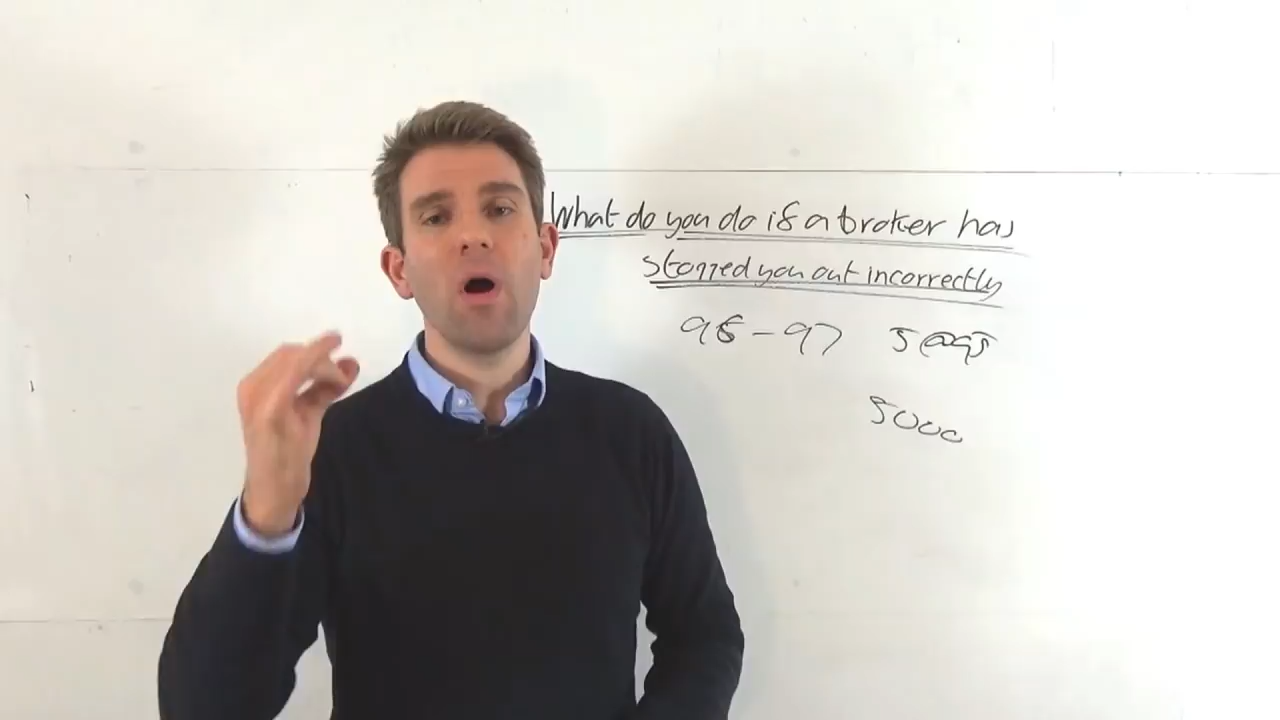 What do you do if a broker has
stopped you out incorrectly
98-97
5000